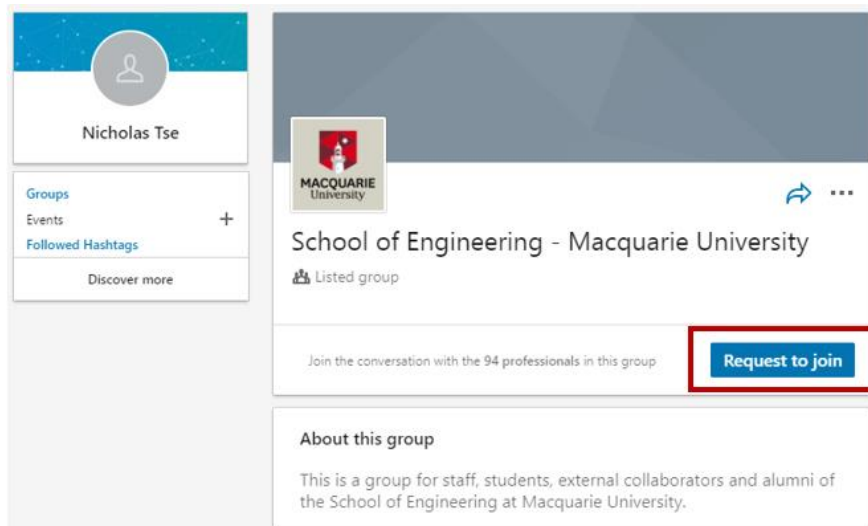 Nicholas Tse
Groups
Events +
Followed Hashtags
Discover more
MACQUARIE
University
School of Engineering - Macquarie University
Listed group
Join the conversation with the 94 professionals in this group
Request to join
About this group
This is a group for staff, students, external collaborators and alumni of
the School of Engineering at Macquarie University.